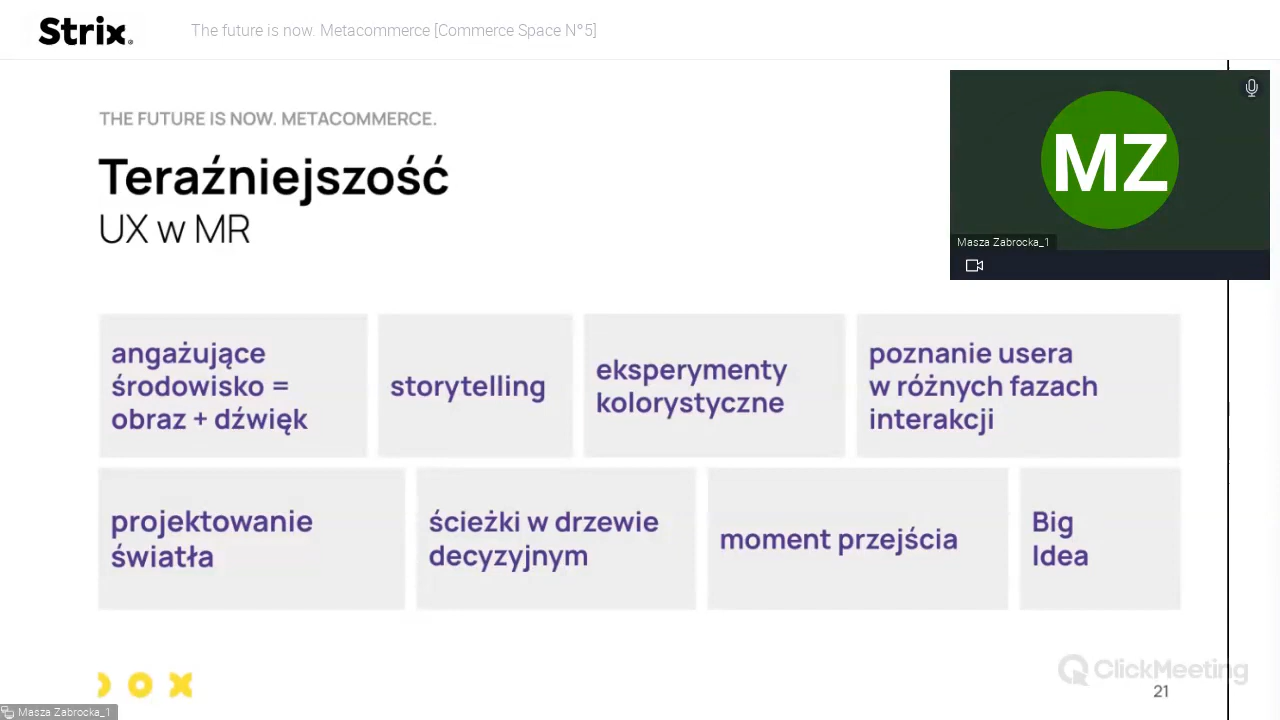 Strix®
The future is now. Metacommerce [Commerce Space N°5]
THE FUTURE IS NOW. METACOMMERCE.
Teraźniejszość
UX w MR
MZ
Masza Zabrocka_1
angażujące
środowisko =
obraz + dźwięk
storytelling
eksperymenty
kolorystyczne
poznanie usera
w różnych fazach
interakcji
projektowanie
światła
ścieżki w drzewie
decyzyjnym
moment przejścia
Big
Idea
ClickMeeting
21
Masza Zabrocka_1